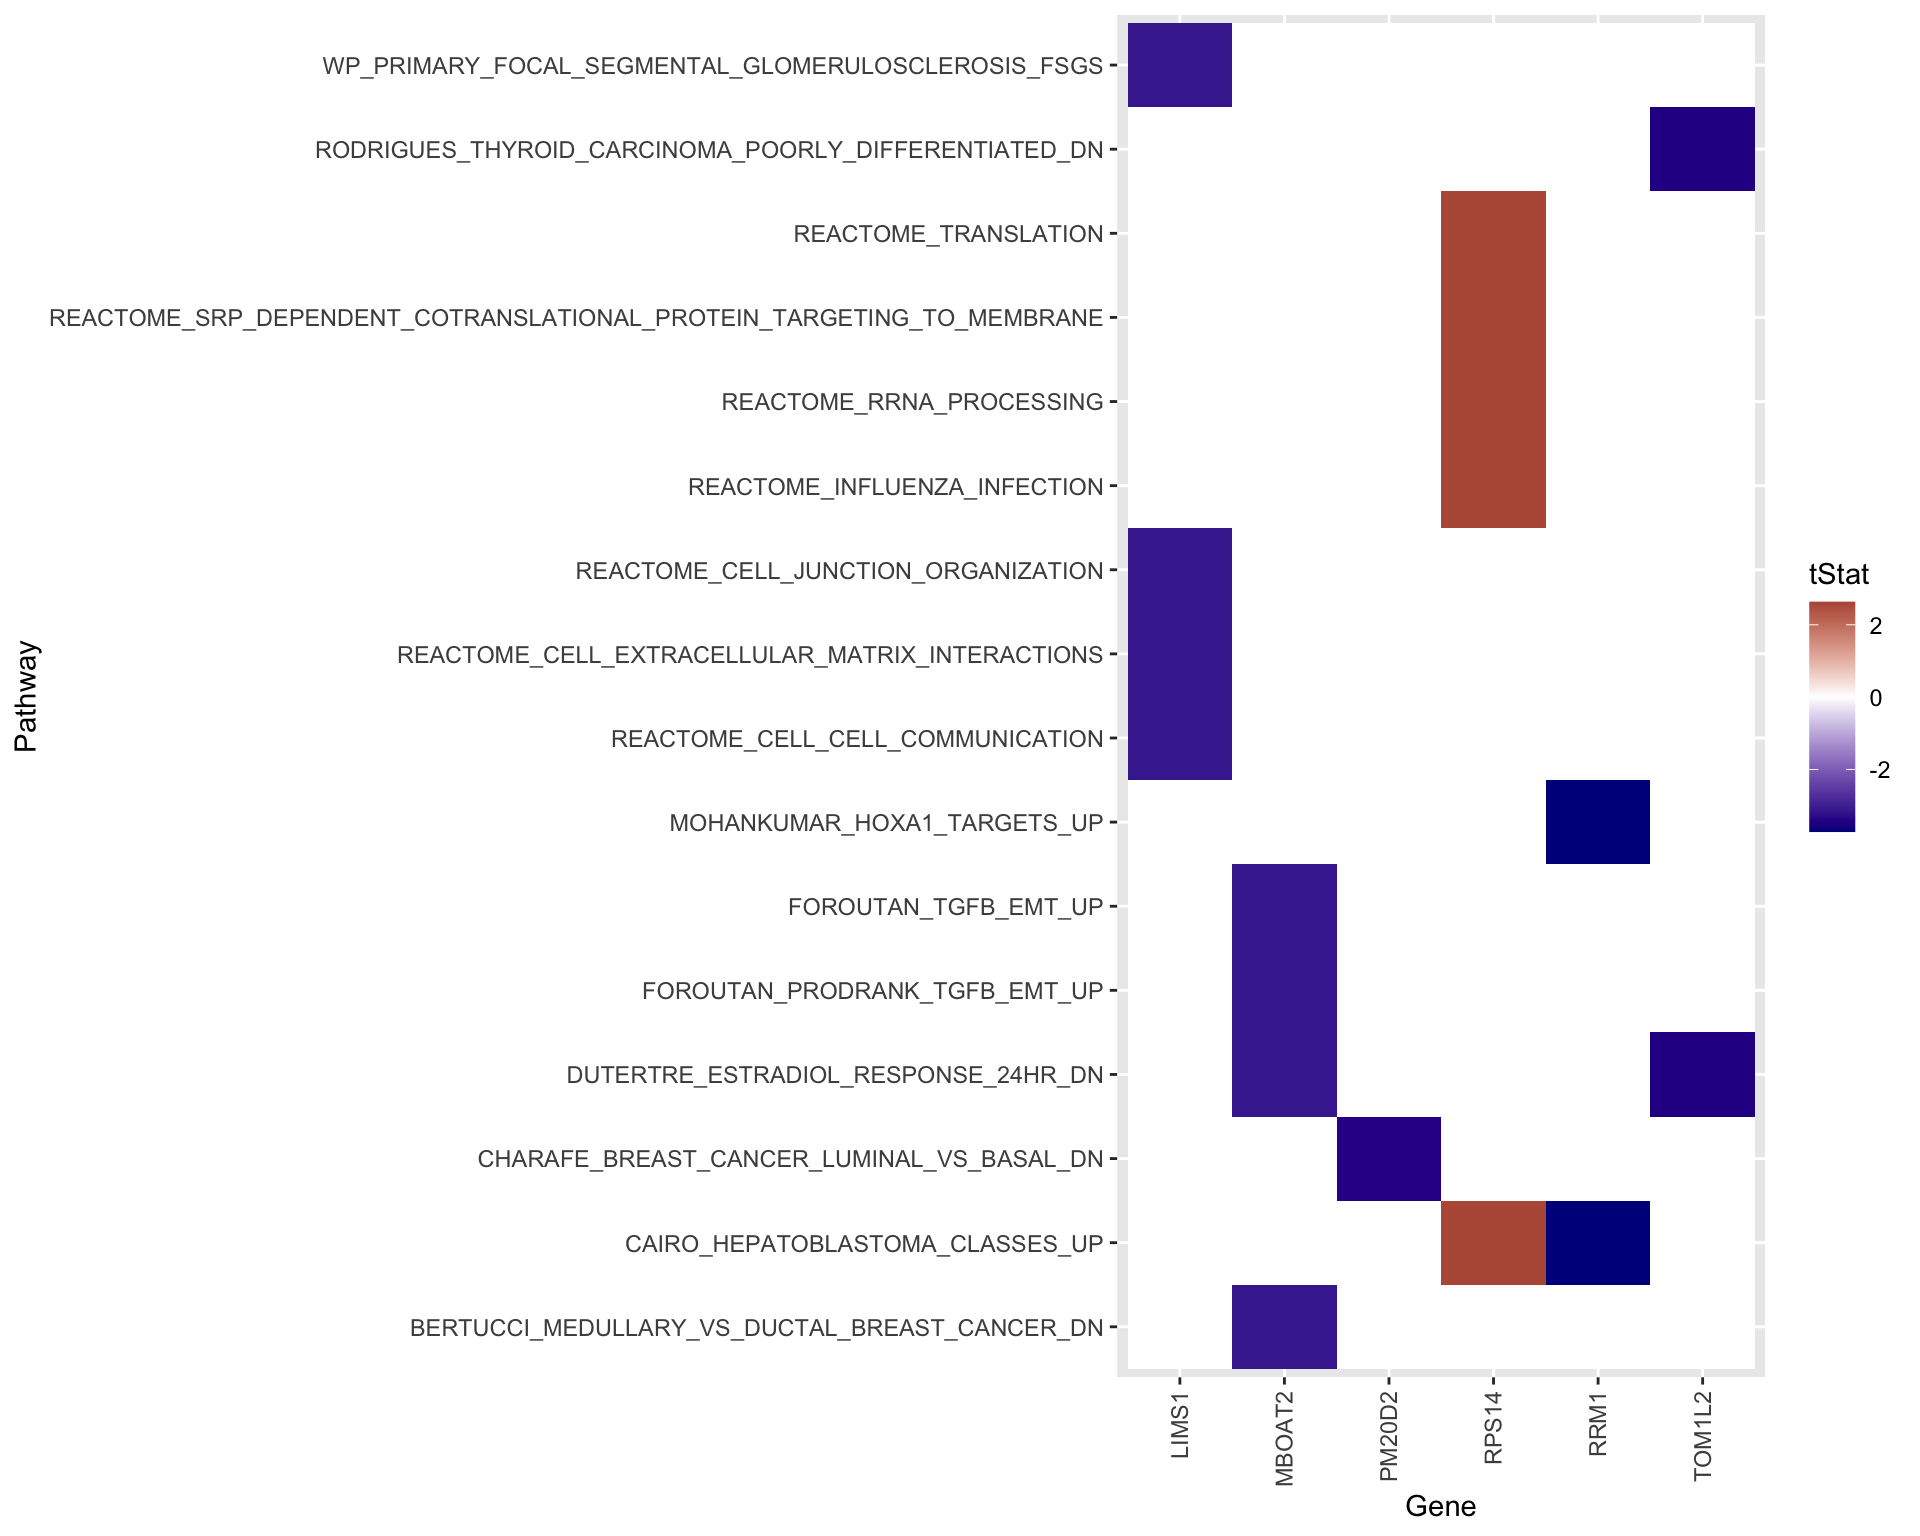 WP_PRIMARY_FOCAL_SEGMENTAL_GLOMERULOSCLEROSIS_FSGS
RODRIGUES_THYROID_CARCINOMA_POORLY_DIFFERENTIATED_DN
REACTOME_TRANSLATION
REACTOME_SRP_DEPENDENT_COTRANSLATIONAL_PROTEIN_TARGETING_TO_MEMBRANE
REACTOME_RRNA_PROCESSING
REACTOME_INFLUENZA_INFECTION
REACTOME_CELL_JUNCTION_ORGANIZATION
REACTOME_CELL_EXTRACELLULAR_MATRIX_INTERACTIONS
REACTOME_CELL_CELL_COMMUNICATION
MOHANKUMAR_HOXA1_TARGETS_UP
FOROUTAN_TGFB_EMT_UP
FOROUTAN_PRODRANK_TGFB_EMT_UP
DUTERTRE_ESTRADIOL_RESPONSE_24HR_DN
CHARAFE_BREAST_CANCER_LUMINAL_VS_BASAL_DN
CAIRO_HEPATOBLASTOMA_CLASSES_UP
BERTUCCI_MEDULLARY_VS_DUCTAL_BREAST_CANCER_DN
Pathway
LIMS1
MBOAT2
PM20D2
RPS14
RRM1
TOM1L2
Gene
tStat
2
0
-2